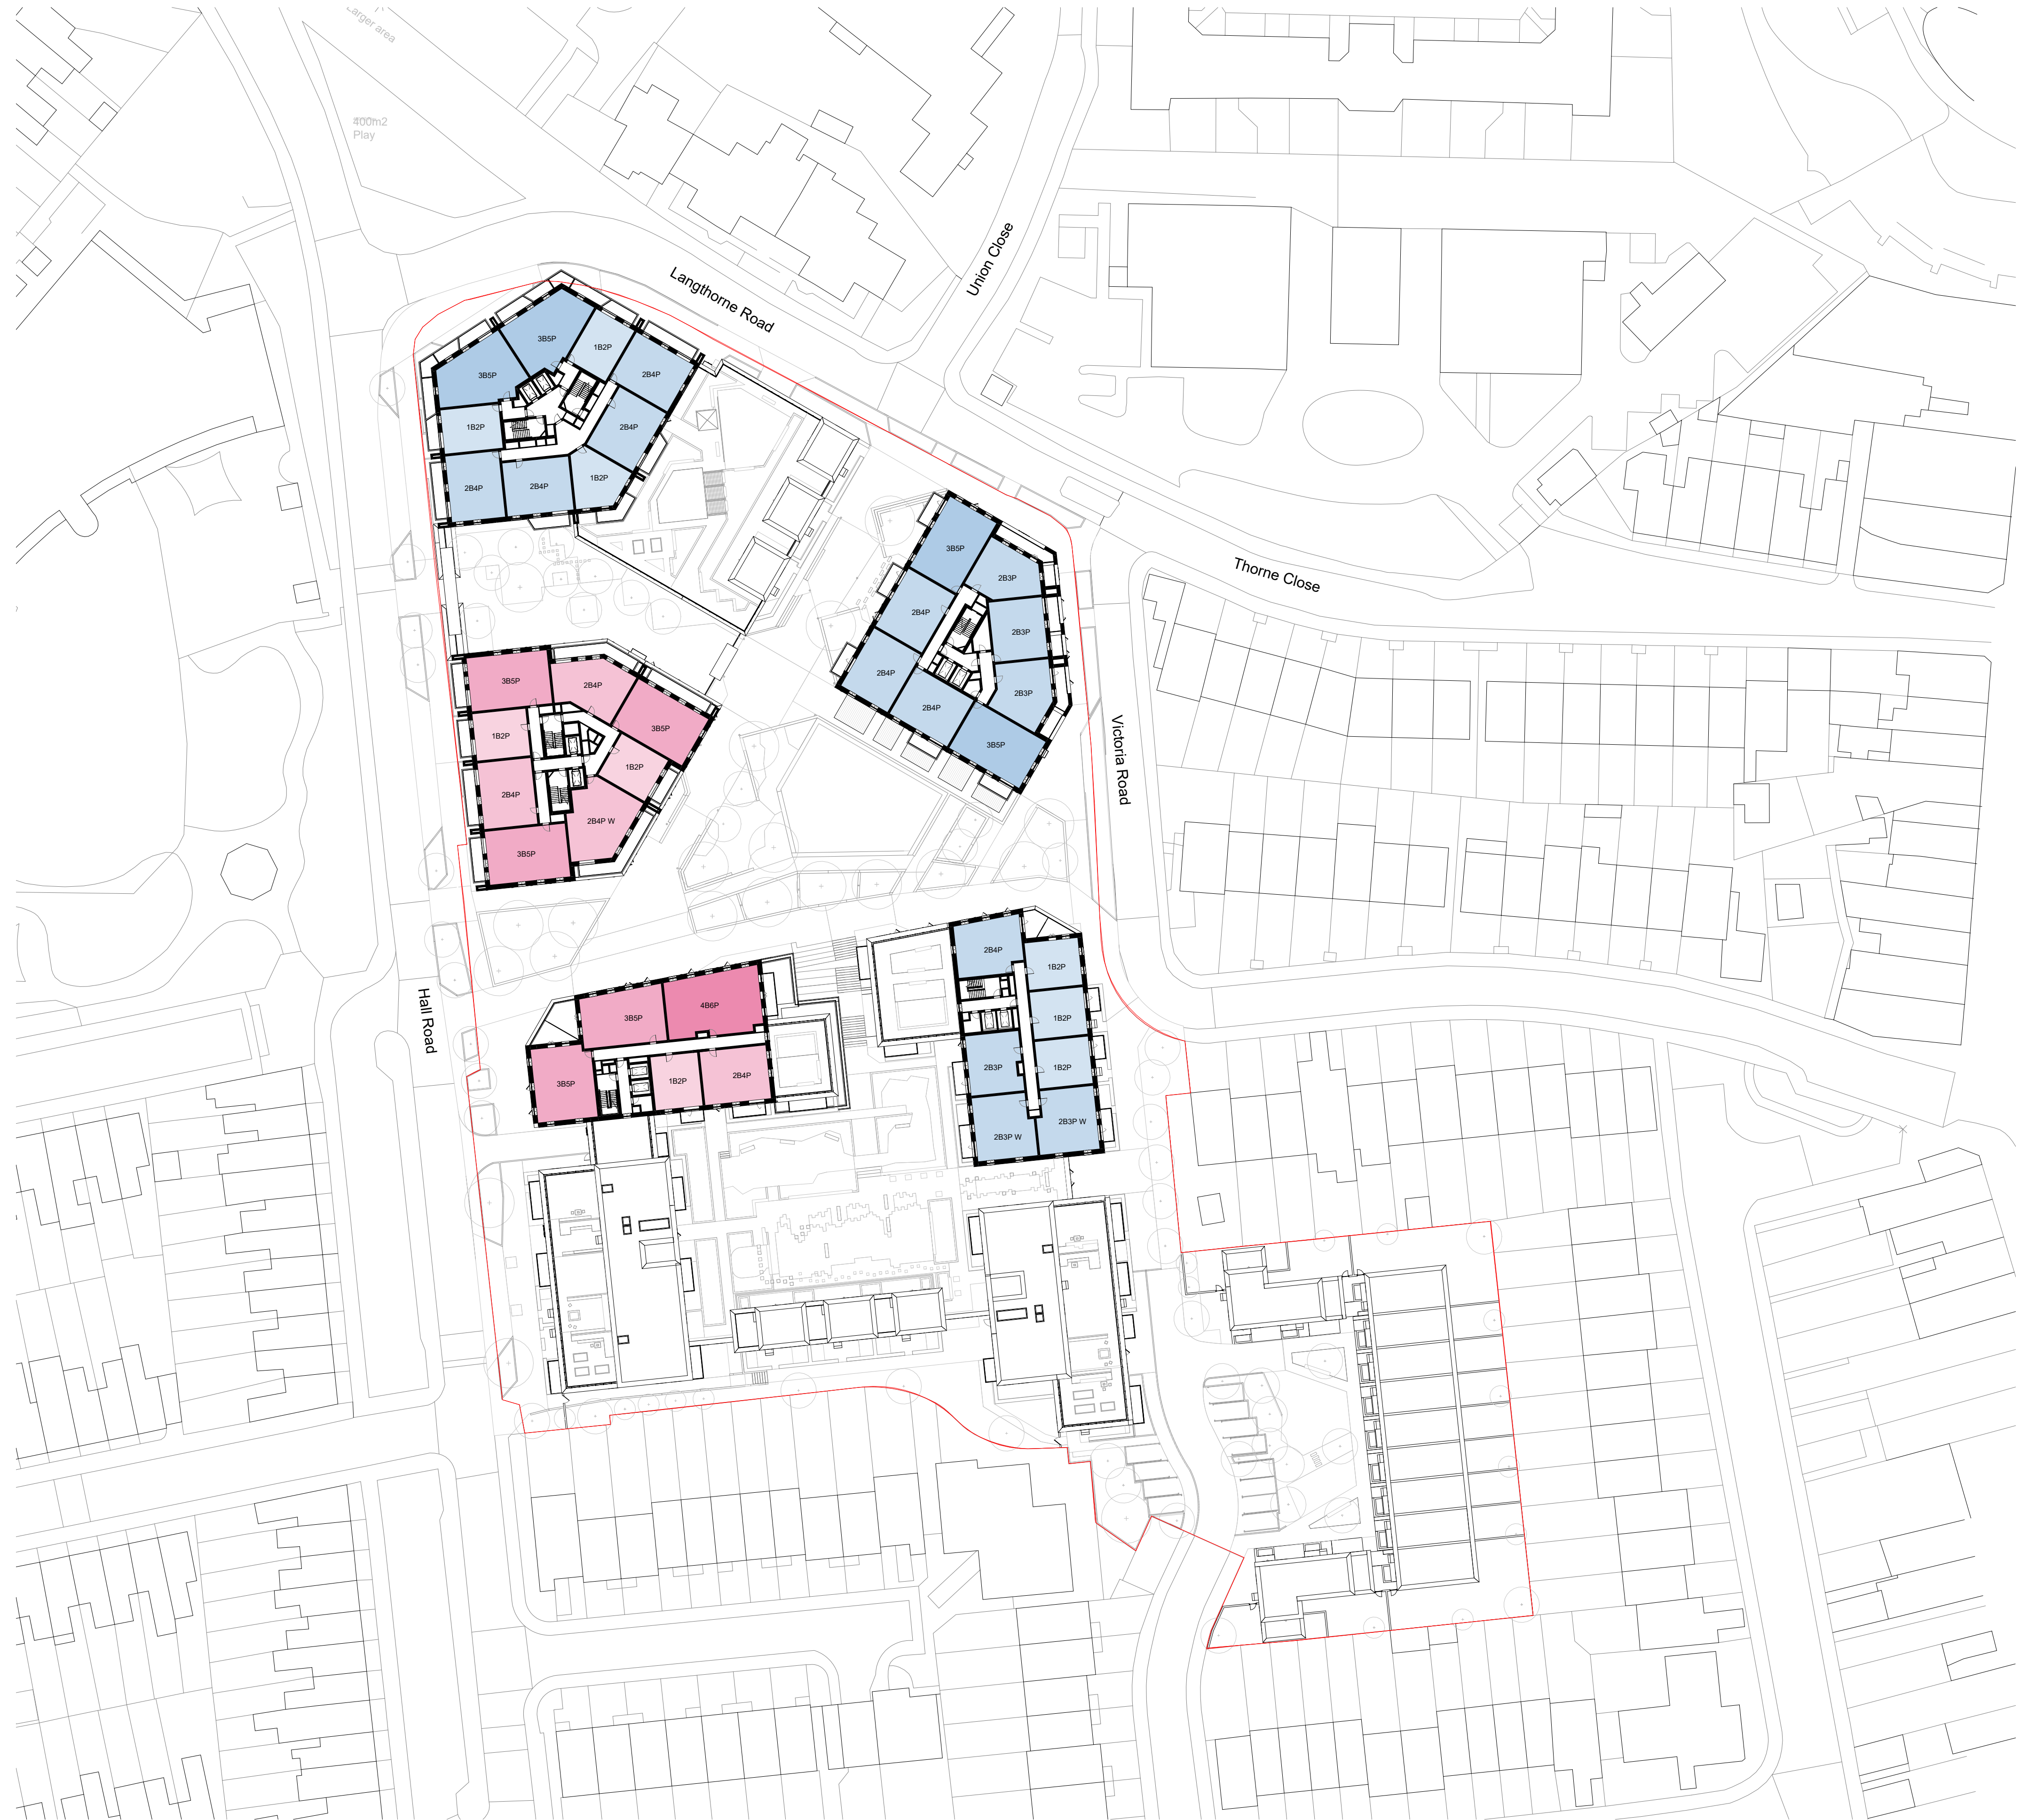 Larger area
400m2
Play
Union Close
Langthorne Road
3B5P
1B2P
3B5P
2B4P
1B2P
2B4P
1B2P
2B4P
2B4P
3B5P
2B3P
2B4P
2B3P
2B4P
2B3P
2B4P
3B5P
Thorne Close
Victoria Road
3B5P
2B4P
3B5P
1B2P
1B2P
2B4P
2B4P W
3B5P
2B4P
1B2P
1B2P
2B3P
1B2P
2B3P W
2B3P W
4B6P
3B5P
3B5P
1B2P
2B4P
Hall Road